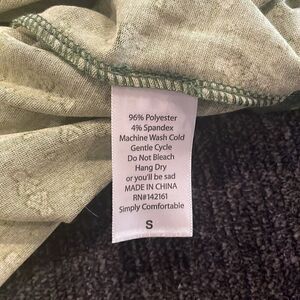 96% Polyester
4% Spandex
Machine Wash Cold
Gentle Cycle
Do Not Bleach
Hang Dry
or you'll be sad
MADE IN CHINA
RN#142161
Simply Comfortable
S